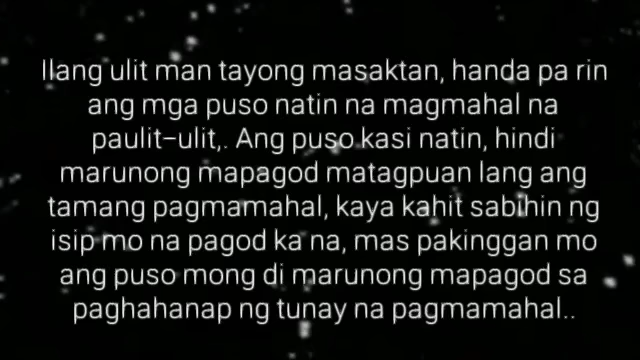 Ilang ulit man tayong masaktan, handa pa rin
ang mga puso natin na magmahal na
paulit-ulit,. Ang puso kasi natin, hindi
marunong mapagod matagpuan lang ang
tamang pagmamahal, kaya kahit sabihin ng
isip mo na pagod ka na, mas pakinggan mo
ang puso mong di marunong mapagod sa
paghahanap ng tunay na pagmamahal..